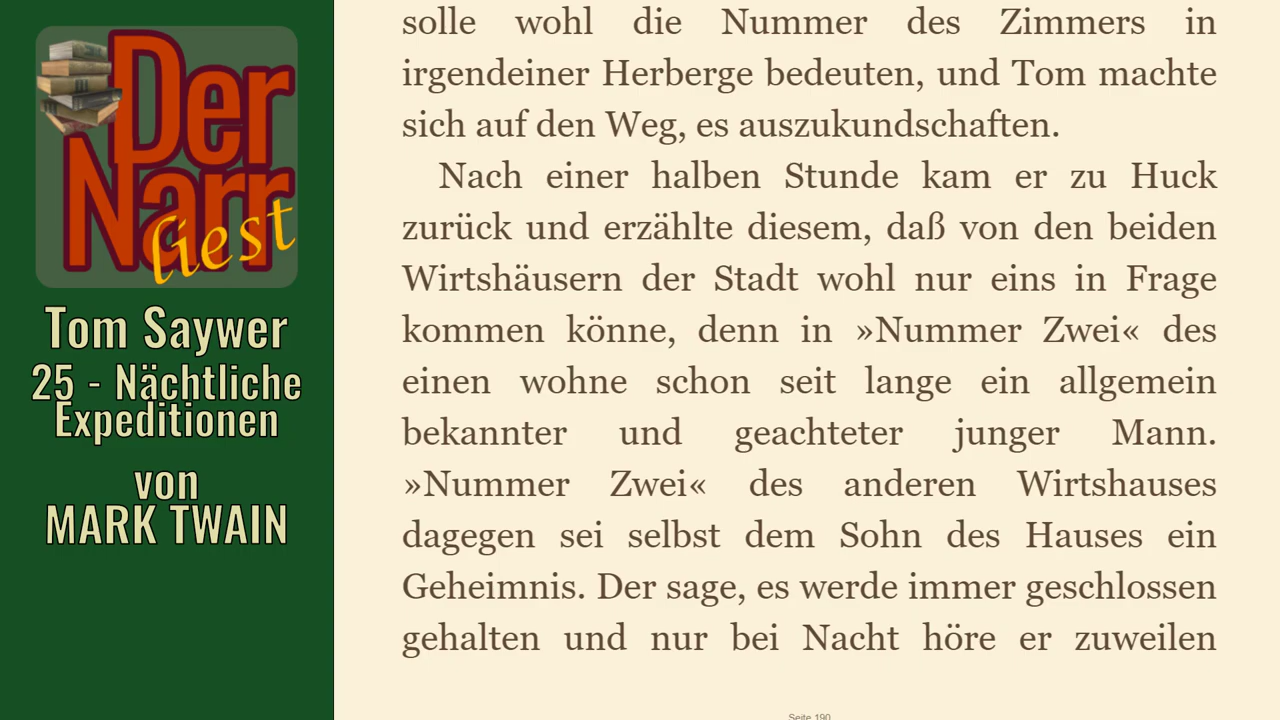 Der
Narr
liest
Tom Saywer
25 - Nächtliche
Expeditionen
von
MARK TWAIN
solle wohl die Nummer des Zimmers in
irgendeiner Herberge bedeuten, und Tom machte
sich auf den Weg, es auszukundschaften.
Nach einer halben Stunde kam er zu Huck
zurück und erzählte diesem, daß von den beiden
Wirtshäusern der Stadt wohl nur eins in Frage
kommen könne, denn in »Nummer Zwei« des
einen wohne schon seit lange ein allgemein
bekannter und geachteter junger Mann.
»Nummer Zwei« des anderen Wirtshauses
dagegen sei selbst dem Sohn des Hauses ein
Geheimnis. Der sage, es werde immer geschlossen
gehalten und nur bei Nacht höre er zuweilen
Seite 190